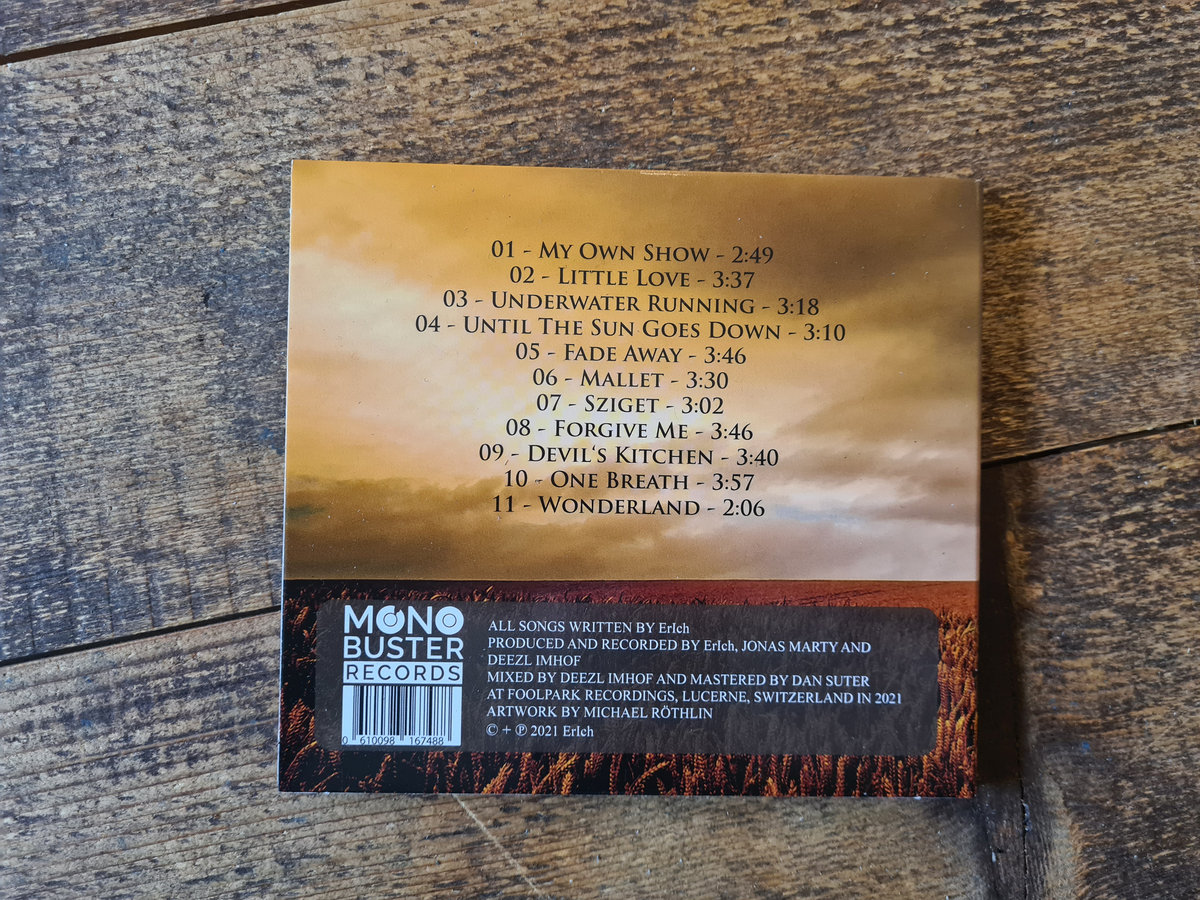 01 - My Own Show - 2:49
02 - Little Love - 3:37
03 - Underwater Running - 3:18
04 - Until The Sun Goes Down - 3:10
05 - Fade Away - 3:46
06 - Mallet - 3:30
07 - Sziget - 3:02
08 - Forgive Me - 3:46
09 - Devil‘s Kitchen - 3:40
10 - One Breath - 3:57
11 - Wonderland - 2:06
MONO
BUSTER
RECORDS
0 610098 167488
ALL SONGS WRITTEN BY ErIch
PRODUCED AND RECORDED BY ErIch, JONAS MARTY AND
DEEZL IMHOF
MIXED BY DEEZL IMHOF AND MASTERED BY DAN SUTER
AT FOOLPARK RECORDINGS, LUCERNE, SWITZERLAND IN 2021
ARTWORK BY MICHAEL RÖTHLIN
© + ℗ 2021 ErIch